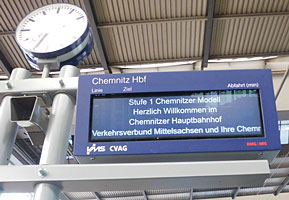 Chemnitz Hbf
Linie Ziel Abfahrt (min)
Stufe 1 Chemnitzer Modell
Herzlich Willkommen im
Chemnitzer Hauptbahnhof
Verkehrsverbund Mittelsachsen und Ihre Chemn
VMS CVAG